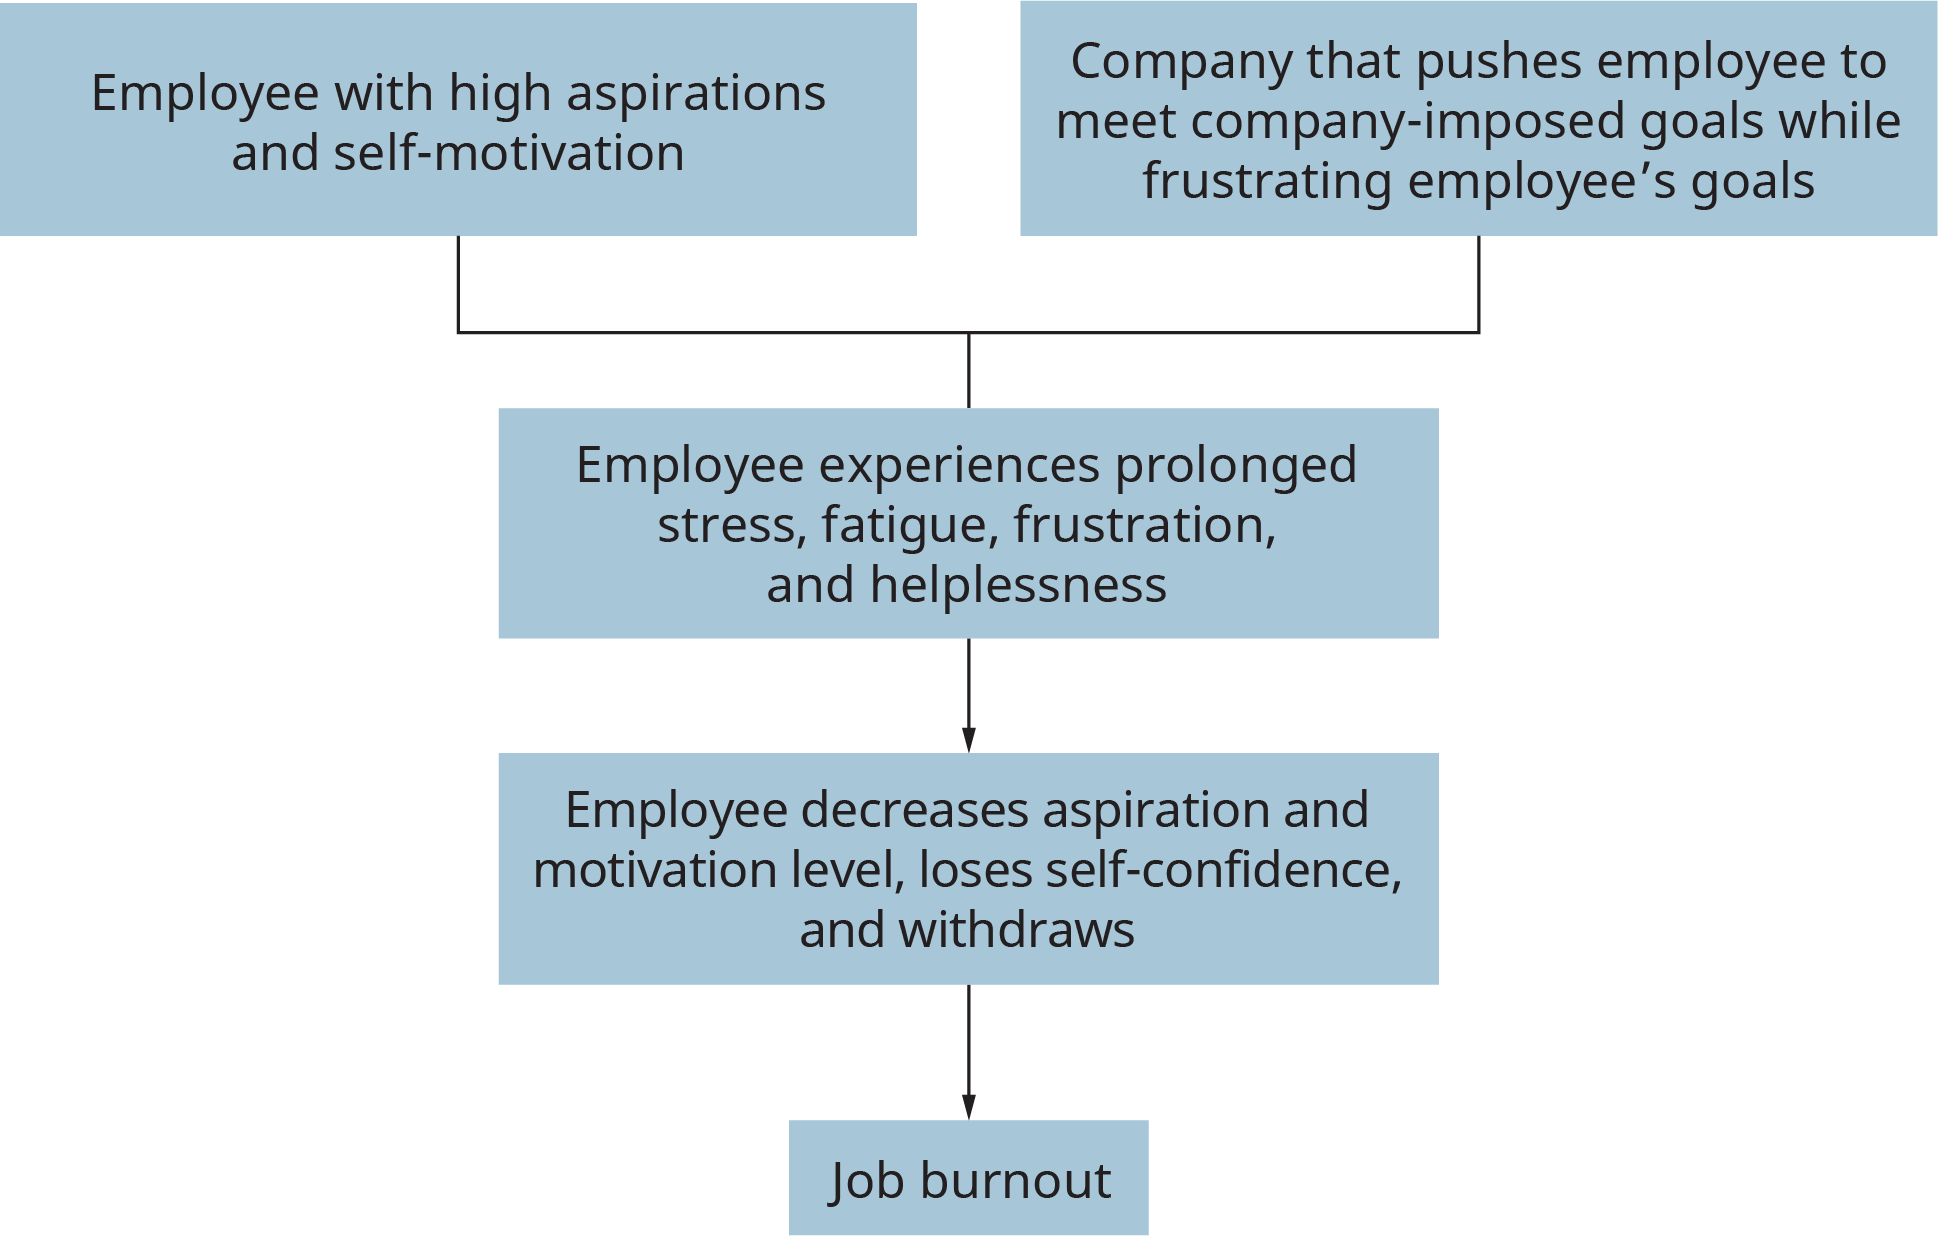 Employee with high aspirations
and self-motivation
Company that pushes employee to
meet company-imposed goals while
frustrating employee’s goals
Employee experiences prolonged
stress, fatigue, frustration,
and helplessness
Employee decreases aspiration and
motivation level, loses self-confidence,
and withdraws
Job burnout